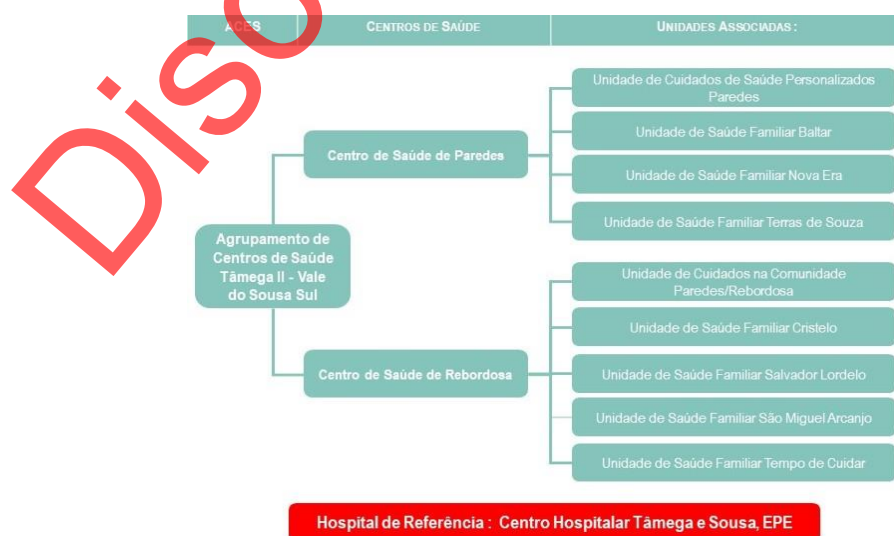 ACES
CENTROS DE SAÚDE
UNIDADES ASSOCIADAS :
Unidade de Cuidados de Saúde Personalizados
Paredes
Unidade de Saúde Familiar Baltar
Centro de Saúde de Paredes
Unidade de Saúde Familiar Nova Era
Unidade de Saúde Familiar Terras de Souza
Agrupamento de
Centros de Saúde
Tâmega II - Vale
do Sousa Sul
Unidade de Cuidados na Comunidade
Paredes/Rebordosa
Unidade de Saúde Familiar Cristelo
Centro de Saúde de Rebordosa
Unidade de Saúde Familiar Salvador Lordelo
Unidade de Saúde Familiar São Miguel Arcanjo
Unidade de Saúde Familiar Tempo de Cuidar
Hospital de Referência : Centro Hospitalar Tâmega e Sousa, EPE